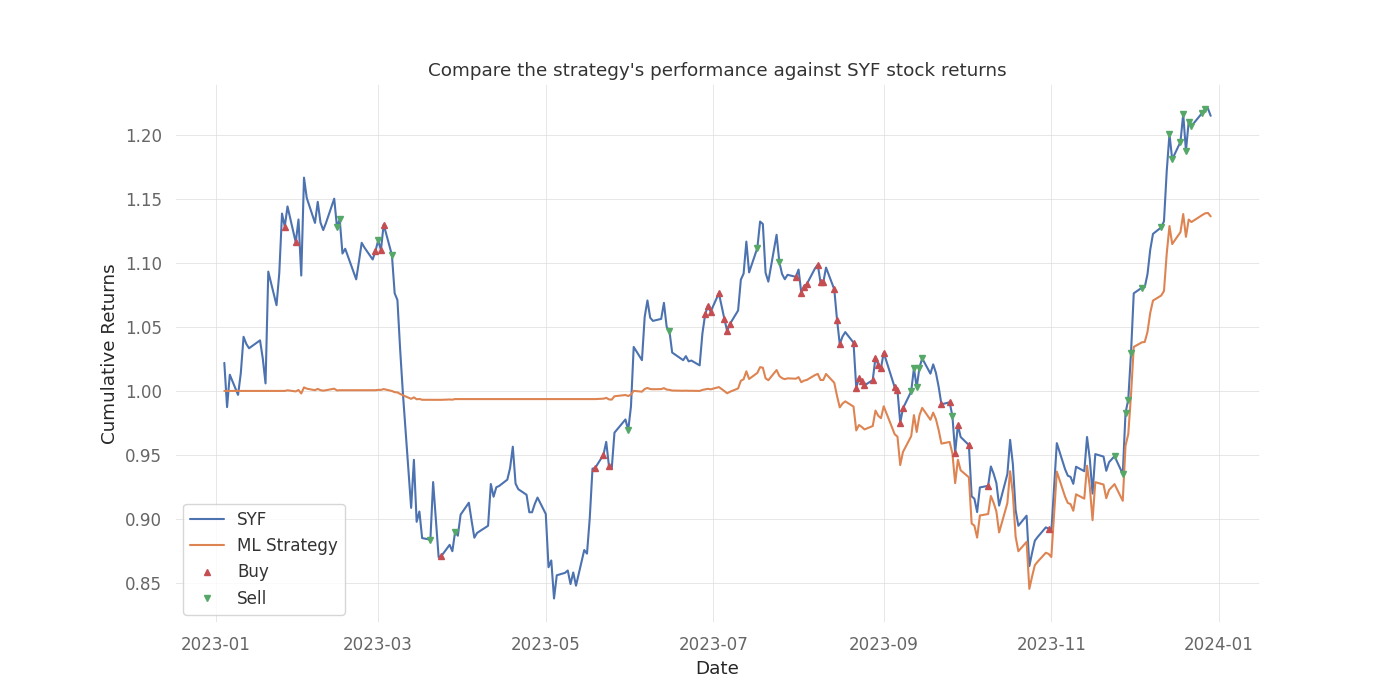 Compare the strategy's performance against SYF stock returns
Cumulative Returns
1.20
1.15
1.10
1.05
1.00
0.95
0.90
0.85
SYF
ML Strategy
Buy
Sell
2023-01
2023-03
2023-05
2023-07
2023-09
2023-11
2024-01
Date